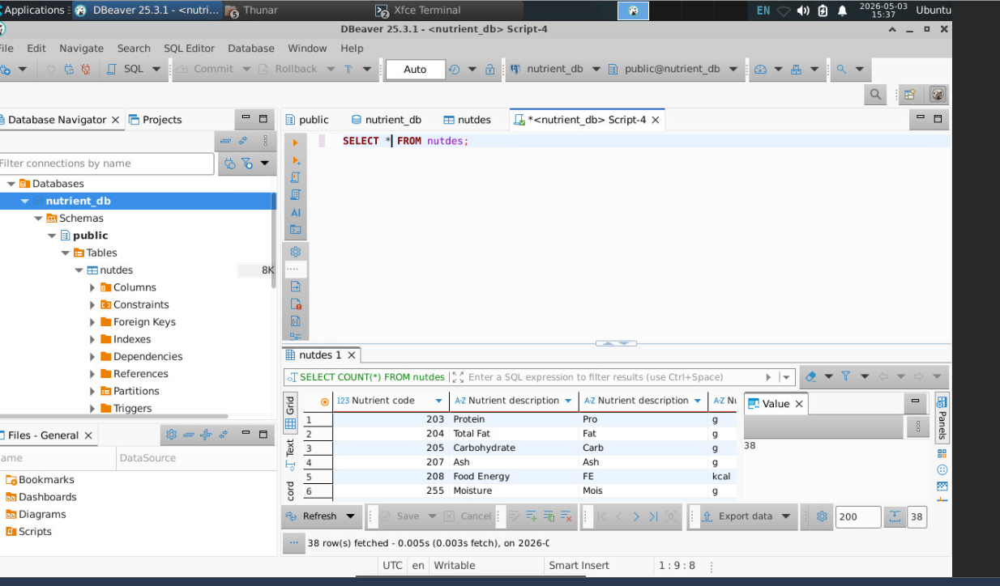 Applications
DBeaver 25.3.1 - <nutri...
Thunar
Xfce Terminal
EN
2026-05-03
15:37
Ubuntu
DBeaver 25.3.1 - <nutrient_db> Script-4
File Edit Navigate Search SQL Editor Database Window Help
SQL Commit Rollback T Auto nutrient_db public@nutrient_db
Database Navigator Projects
public nutrient_db nutdes *<nutrient_db> Script-4
Filter connections by name
Databases
nutrient_db
Schemas
public
Tables
nutdes 8K
Columns
Constraints
Foreign Keys
Indexes
Dependencies
References
Partitions
Triggers
Files - General
ame DataSource
Bookmarks
Dashboards
Diagrams
Scripts
SELECT * FROM nutdes;
AI
nutdes 1
SELECT COUNT(*) FROM nutdes Enter a SQL expression to filter results (use Ctrl+Space)
Grid
Text
cord
123 Nutrient code A-Z Nutrient description A-Z Nutrient description A-Z Nu
1 203 Protein Pro g
2 204 Total Fat Fat g
3 205 Carbohydrate Carb g
4 207 Ash Ash g
5 208 Food Energy FE kcal
6 255 Moisture Mois g
Value
38
Panels
Refresh Save Cancel Export data 200 38
38 row(s) fetched - 0.005s (0.003s fetch), on 2026-0
UTC en Writable Smart Insert 1 : 9 : 8